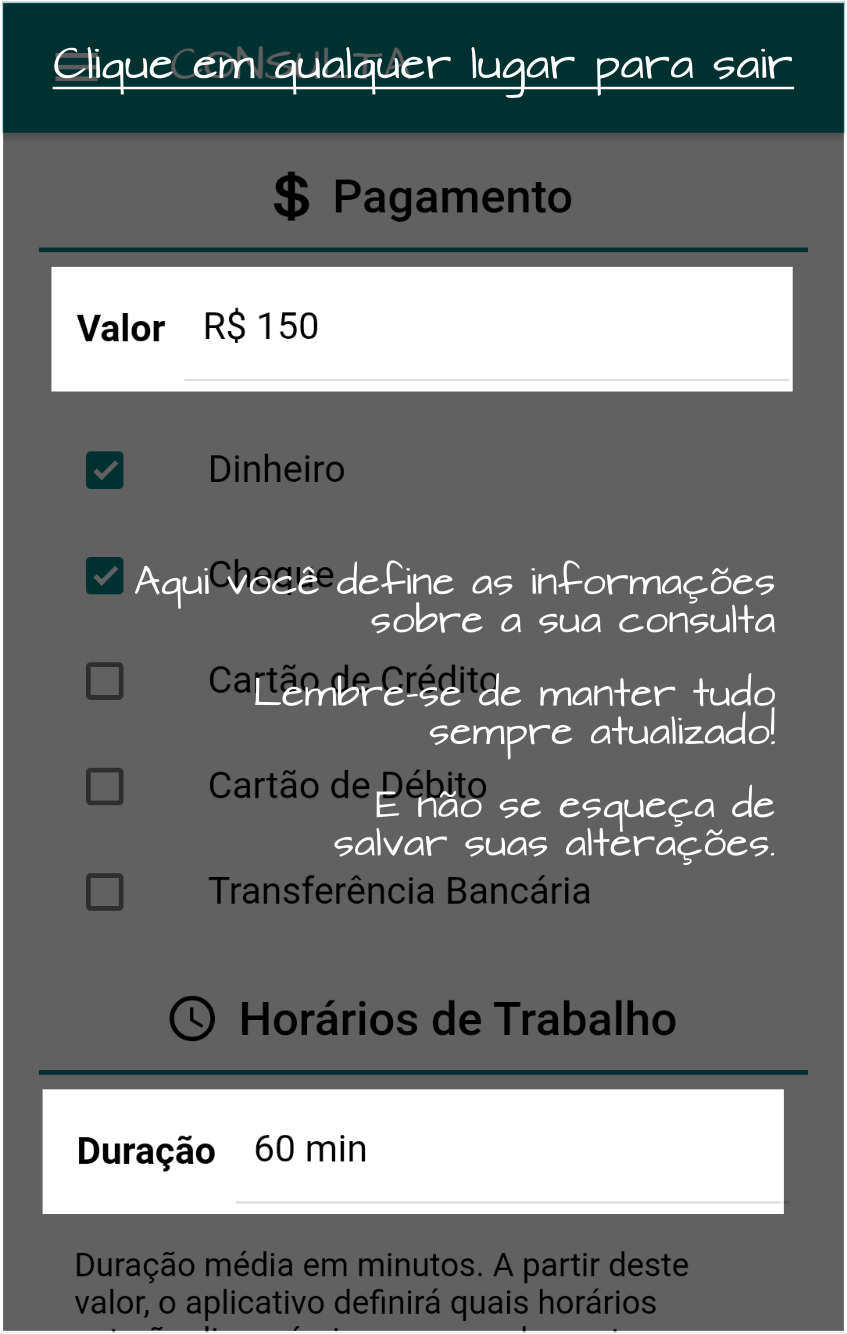 Clique em qualquer lugar para sair
CONSULTA
$ Pagamento
Valor R$ 150
Dinheiro
Cheque
Aqui você define as informações
sobre a sua consulta
Cartão de Crédito
Lembre-se de manter tudo
sempre atualizado!
Cartão de Débito
E não se esqueça de
salvar suas alterações.
Transferência Bancária
Horários de Trabalho
Duração 60 min
Duração média em minutos. A partir deste
valor, o aplicativo definirá quais horários